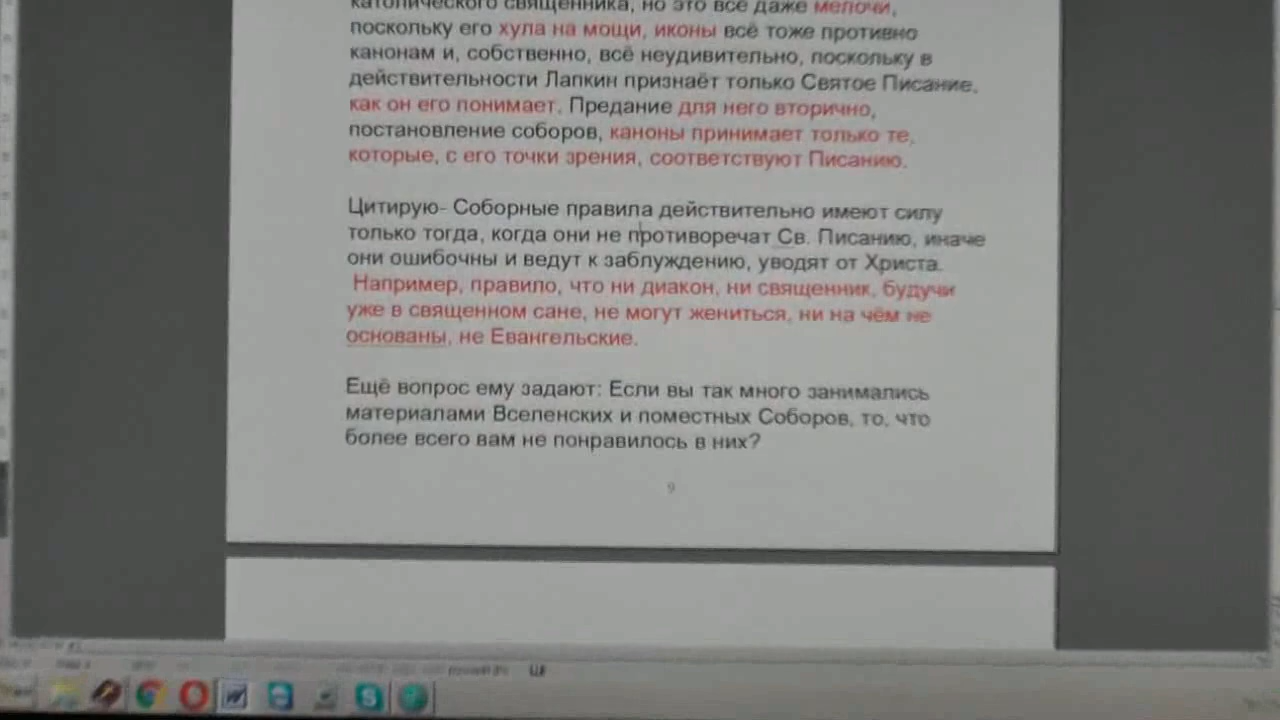 католического священника, но это всё даже мелочи,
поскольку его хула на мощи, иконы всё тоже противно
канонам и, собственно, всё неудивительно, поскольку в
действительности Лапкин признаёт только Святое Писание,
как он его понимает. Предание для него вторично,
постановление соборов, каноны принимает только те,
которые, с его точки зрения, соответствуют Писанию.
Цитирую- Соборные правила действительно имеют силу
только тогда, когда они не противоречат Св. Писанию, иначе
они ошибочны и ведут к заблуждению, уводят от Христа.
Например, правило, что ни диакон, ни священник, будучи
уже в священном сане, не могут жениться, ни на чём не
основаны, не Евангельские.
Ещё вопрос ему задают: Если вы так много занимались
материалами Вселенских и поместных Соборов, то, что
более всего вам не понравилось в них?
9